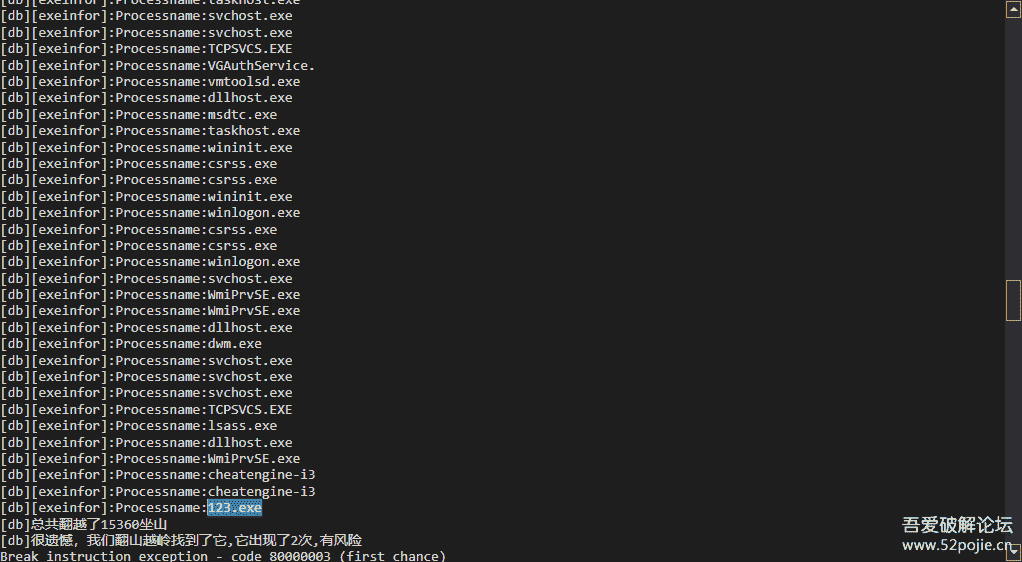 [db][exeinfor]:Processname:taskhost.exe
[db][exeinfor]:Processname:svchost.exe
[db][exeinfor]:Processname:svchost.exe
[db][exeinfor]:Processname:TCPSVCS.EXE
[db][exeinfor]:Processname:VGAuthService.
[db][exeinfor]:Processname:vmtoolsd.exe
[db][exeinfor]:Processname:dllhost.exe
[db][exeinfor]:Processname:msdtc.exe
[db][exeinfor]:Processname:taskhost.exe
[db][exeinfor]:Processname:wininit.exe
[db][exeinfor]:Processname:csrss.exe
[db][exeinfor]:Processname:csrss.exe
[db][exeinfor]:Processname:wininit.exe
[db][exeinfor]:Processname:winlogon.exe
[db][exeinfor]:Processname:csrss.exe
[db][exeinfor]:Processname:csrss.exe
[db][exeinfor]:Processname:winlogon.exe
[db][exeinfor]:Processname:svchost.exe
[db][exeinfor]:Processname:WmiPrvSE.exe
[db][exeinfor]:Processname:WmiPrvSE.exe
[db][exeinfor]:Processname:dllhost.exe
[db][exeinfor]:Processname:dwm.exe
[db][exeinfor]:Processname:svchost.exe
[db][exeinfor]:Processname:svchost.exe
[db][exeinfor]:Processname:svchost.exe
[db][exeinfor]:Processname:TCPSVCS.EXE
[db][exeinfor]:Processname:lsass.exe
[db][exeinfor]:Processname:dllhost.exe
[db][exeinfor]:Processname:WmiPrvSE.exe
[db][exeinfor]:Processname:cheatengine-i3
[db][exeinfor]:Processname:cheatengine-i3
[db][exeinfor]:Processname:123.exe
[db]总共翻越了15360坐山
[db]很遗憾，我们翻山越岭找到了它,它出现了2次,有风险
Break instruction exception - code 80000003 (first chance)
吾爱破解论坛
www.52pojie.cn